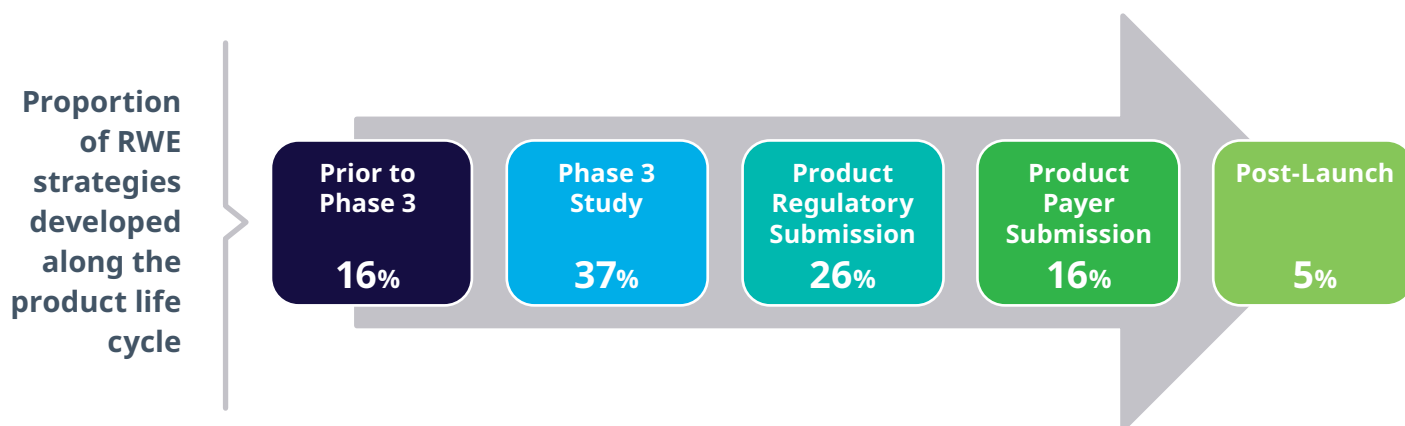 Proportion
of RWE
strategies
developed
along the
product life
cycle
Prior to
Phase 3
16%
Phase 3
Study
37%
Product
Regulatory
Submission
26%
Product
Payer
Submission
16%
Post-Launch
5%